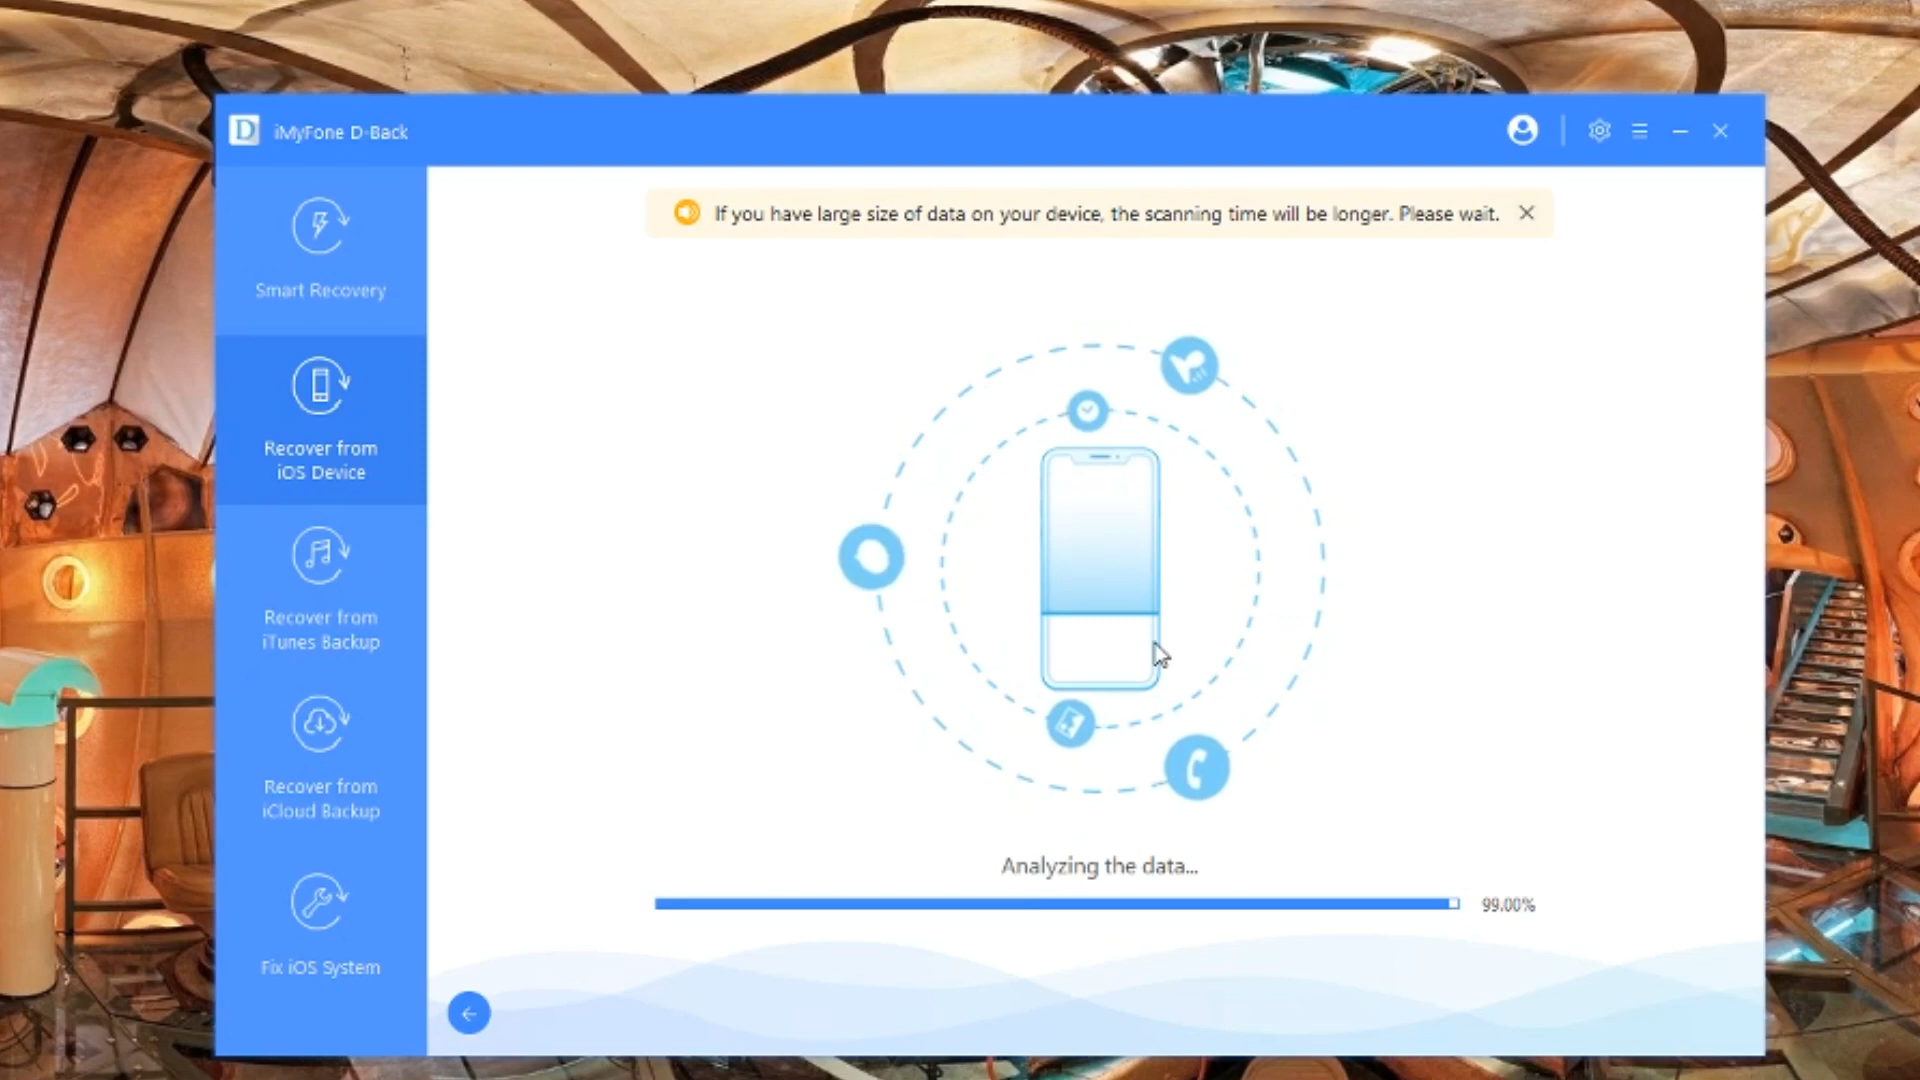 D iMyFone D-Back
If you have large size of data on your device, the scanning time will be longer. Please wait.
Smart Recovery
Recover from
iOS Device
Recover from
iTunes Backup
Recover from
iCloud Backup
Fix iOS System
Analyzing the data...
99.00%